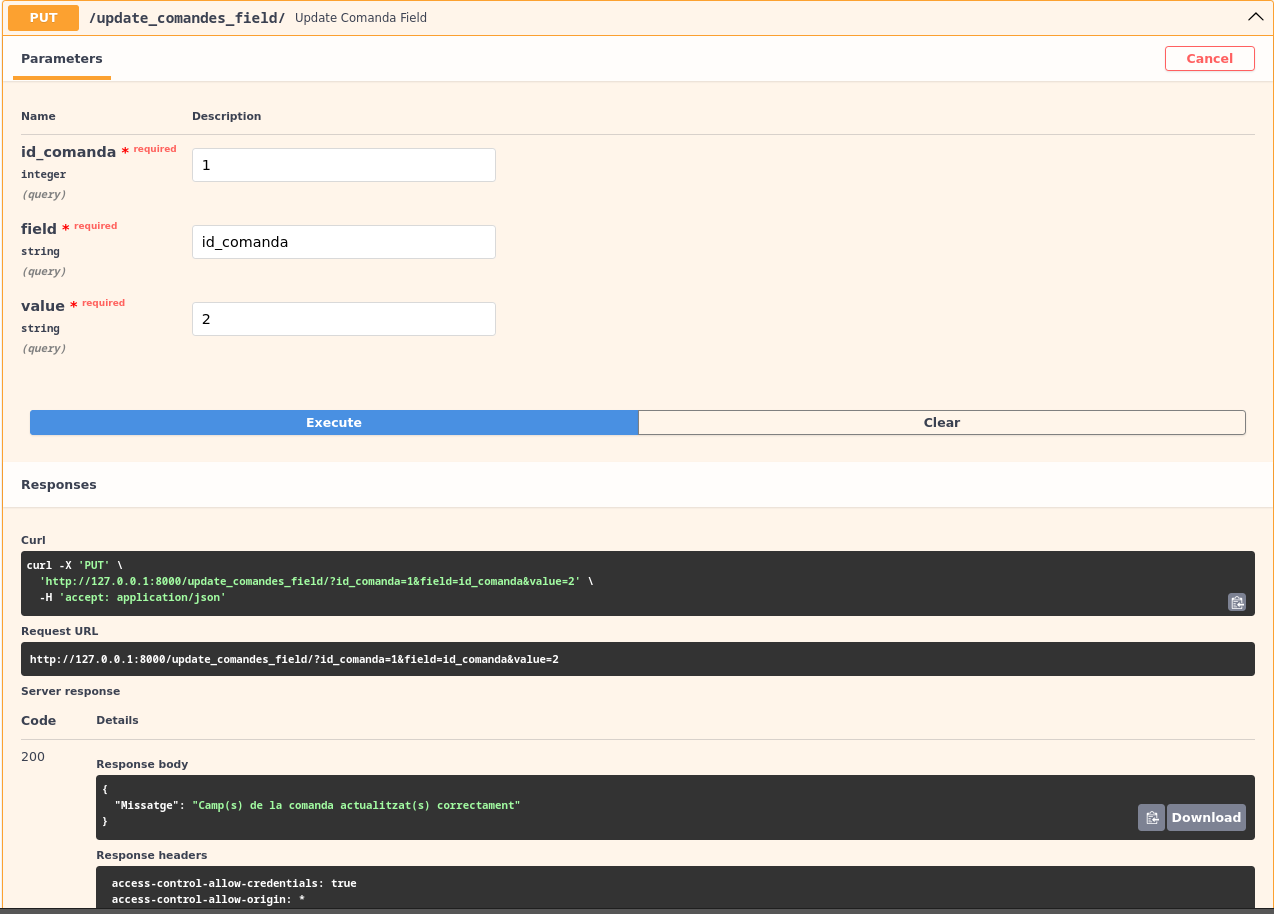 PUT /update_comandes_field/ Update Comanda Field
Parameters
Cancel
Name Description
id_comanda * required
integer
(query)
1
field * required
string
(query)
id_comanda
value * required
string
(query)
2
Execute
Clear
Responses
Curl
curl -X 'PUT' \
'http://127.0.0.1:8000/update_comandes_field/?id_comanda=1&field=id_comanda&value=2' \
-H 'accept: application/json'
Request URL
http://127.0.0.1:8000/update_comandes_field/?id_comanda=1&field=id_comanda&value=2
Server response
Code Details
200
Response body
{
"Missatge": "Camp(s) de la comanda actualitzat(s) correctament"
}
Download
Response headers
access-control-allow-credentials: true
access-control-allow-origin: *